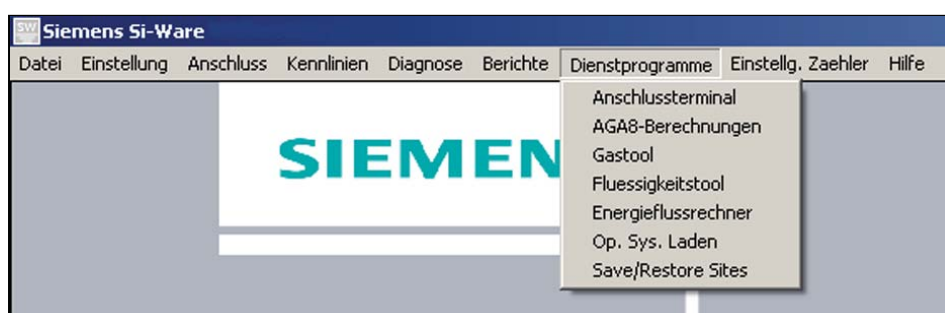 SW Siemens Si-Ware
Datei Einstellung Anschluss Kennlinien Diagnose Berichte Dienstprogramme Einstellg. Zaehler Hilfe
SIEMEN
Anschlussterminal
AGA8-Berechnungen
Gastool
Fluessigkeitstool
Energieflussrechner
Op. Sys. Laden
Save/Restore Sites